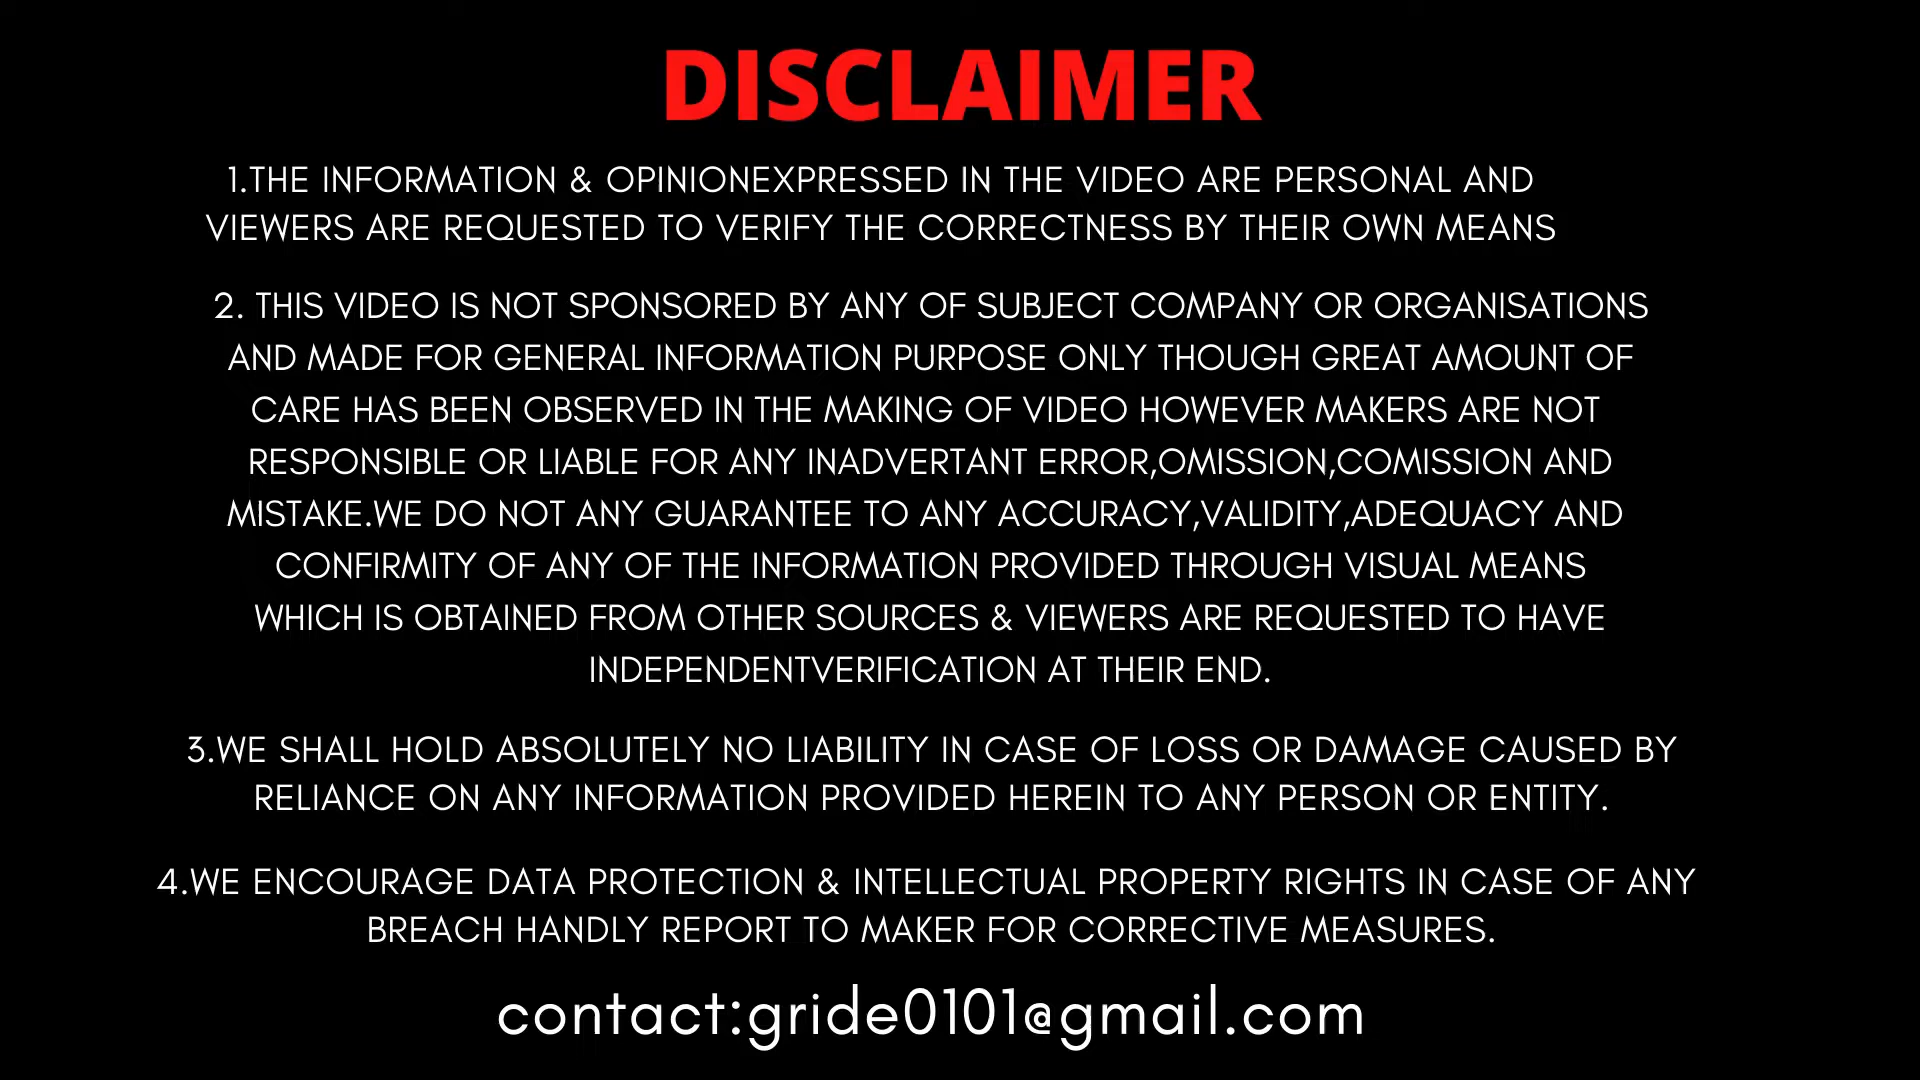 DISCLAIMER
1.THE INFORMATION & OPINIONEXPRESSED IN THE VIDEO ARE PERSONAL AND
VIEWERS ARE REQUESTED TO VERIFY THE CORRECTNESS BY THEIR OWN MEANS
2. THIS VIDEO IS NOT SPONSORED BY ANY OF SUBJECT COMPANY OR ORGANISATIONS
AND MADE FOR GENERAL INFORMATION PURPOSE ONLY THOUGH GREAT AMOUNT OF
CARE HAS BEEN OBSERVED IN THE MAKING OF VIDEO HOWEVER MAKERS ARE NOT
RESPONSIBLE OR LIABLE FOR ANY INADVERTANT ERROR,OMISSION,COMISSION AND
MISTAKE.WE DO NOT ANY GUARANTEE TO ANY ACCURACY,VALIDITY,ADEQUACY AND
CONFIRMITY OF ANY OF THE INFORMATION PROVIDED THROUGH VISUAL MEANS
WHICH IS OBTAINED FROM OTHER SOURCES & VIEWERS ARE REQUESTED TO HAVE
INDEPENDENTVERIFICATION AT THEIR END.
3.WE SHALL HOLD ABSOLUTELY NO LIABILITY IN CASE OF LOSS OR DAMAGE CAUSED BY
RELIANCE ON ANY INFORMATION PROVIDED HEREIN TO ANY PERSON OR ENTITY.
4.WE ENCOURAGE DATA PROTECTION & INTELLECTUAL PROPERTY RIGHTS IN CASE OF ANY
BREACH HANDLY REPORT TO MAKER FOR CORRECTIVE MEASURES.
contact:gride0101@gmail.com